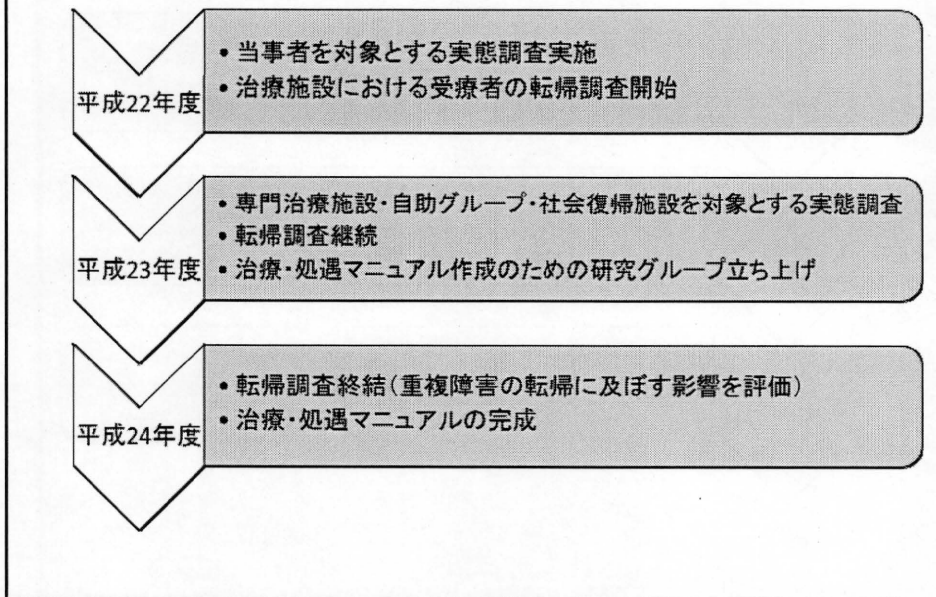 平成22年度
• 当事者を対象とする実態調査実施
• 治療施設における受療者の転帰調査開始
平成23年度
• 専門治療施設・自助グループ・社会復帰施設を対象とする実態調査
• 転帰調査継続
• 治療・処遇マニュアル作成のための研究グループ立ち上げ
平成24年度
• 転帰調査終結(重複障害の転帰に及ぼす影響を評価)
• 治療・処遇マニュアルの完成